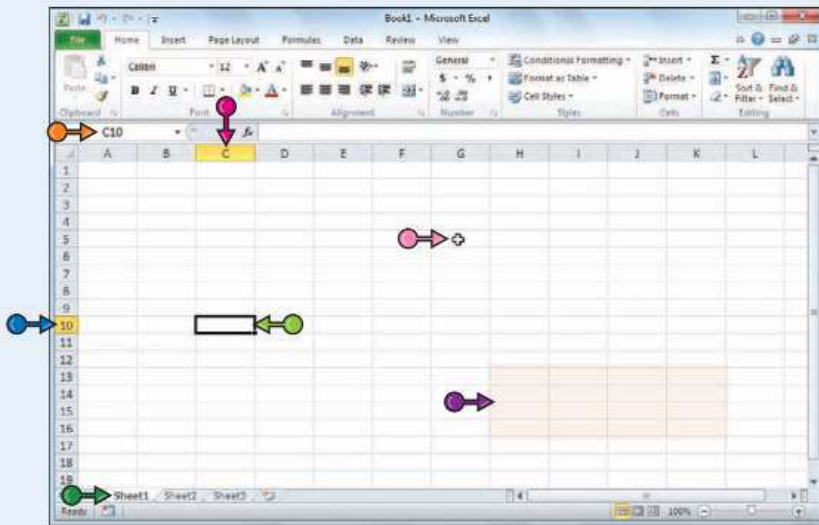 Book1 - Microsoft Excel
File Home Insert Page Layout Formulas Data Review View
Paste Calibri 12 A A General Conditional Formatting Insert Σ
B I U A $ % , Format as Table Delete Sort & Find &
Cell Styles Format Filter Select
Clipboard Font Alignment Number Styles Cells Editing
C10 fx
A B C D E F G H I J K L
1
2
3
4
5
6
7
8
9
10
11
12
13
14
15
16
17
18
19
Sheet1 Sheet2 Sheet3
Ready 100%